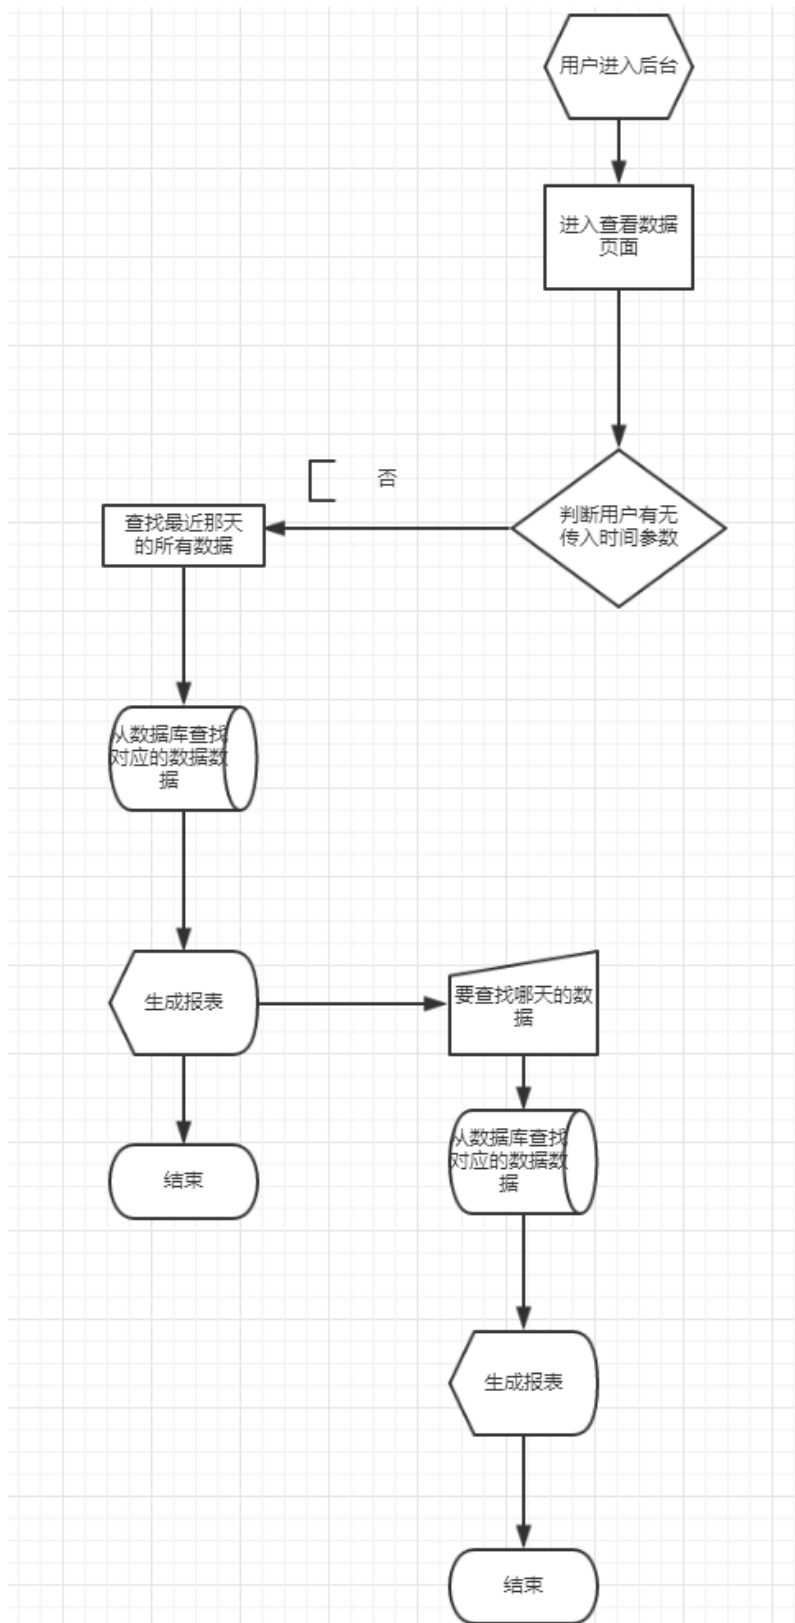 用户进入后台
进入查看数据
页面
否
判断用户有无
传入时间参数
查找最近那天
的所有数据
从数据库查找
对应的数据数
据
生成报表
要查找哪天的数
据
结束
从数据库查找
对应的数据数
据
生成报表
结束